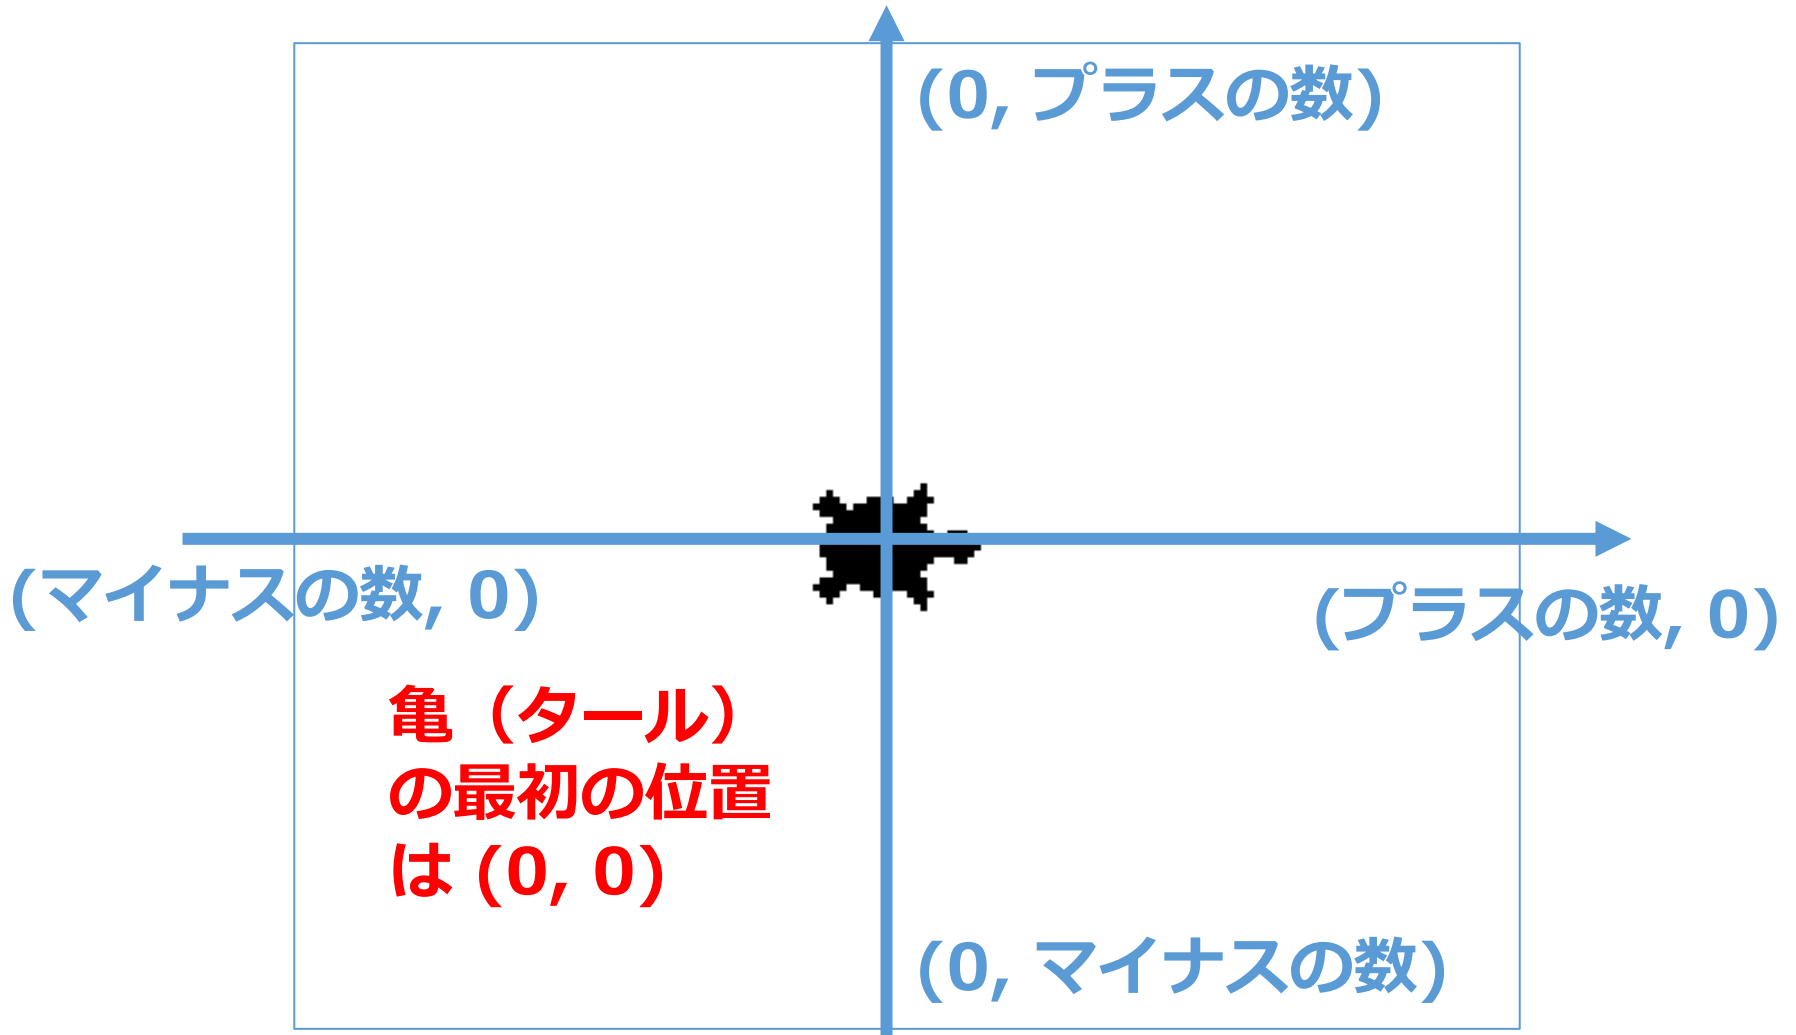 (0, プラスの数)
(マイナスの数, 0)
(プラスの数, 0)
亀（タール）
の最初の位置
は (0, 0)
(0, マイナスの数)